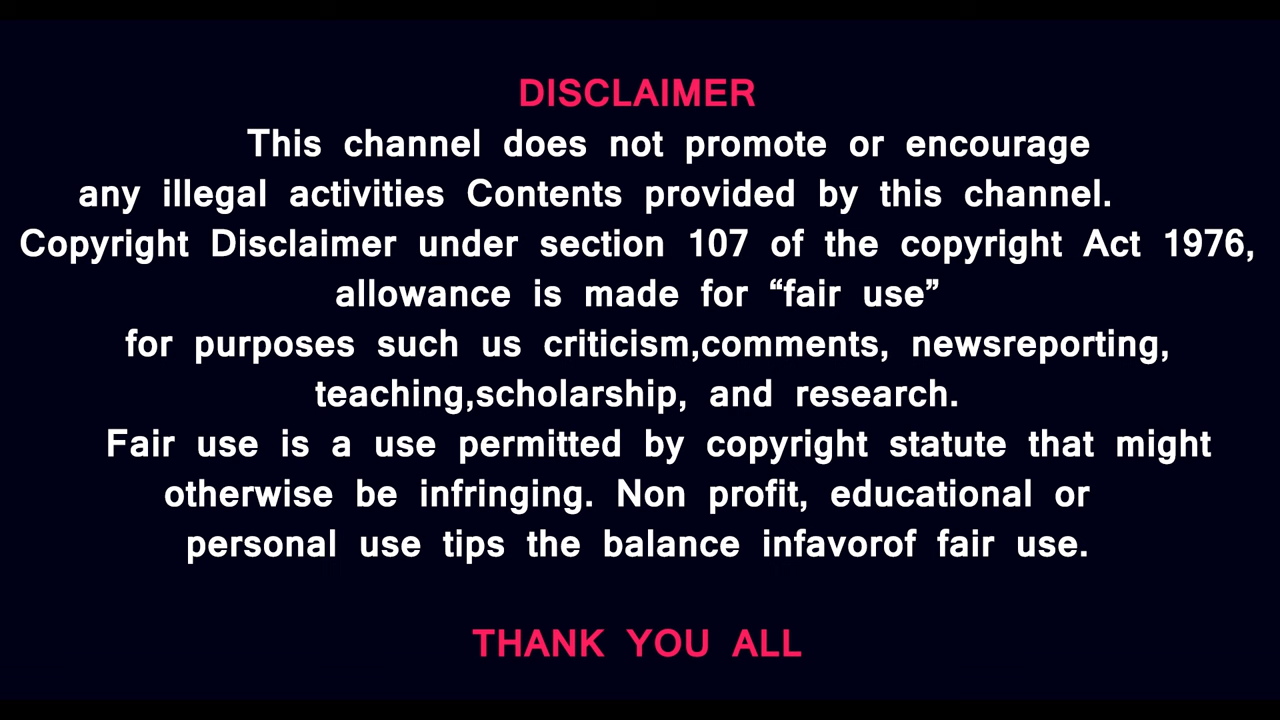 DISCLAIMER
This channel does not promote or encourage
any illegal activities Contents provided by this channel.
Copyright Disclaimer under section 107 of the copyright Act 1976,
allowance is made for “fair use”
for purposes such us criticism,comments, newsreporting,
teaching,scholarship, and research.
Fair use is a use permitted by copyright statute that might
otherwise be infringing. Non profit, educational or
personal use tips the balance infavorof fair use.
THANK YOU ALL